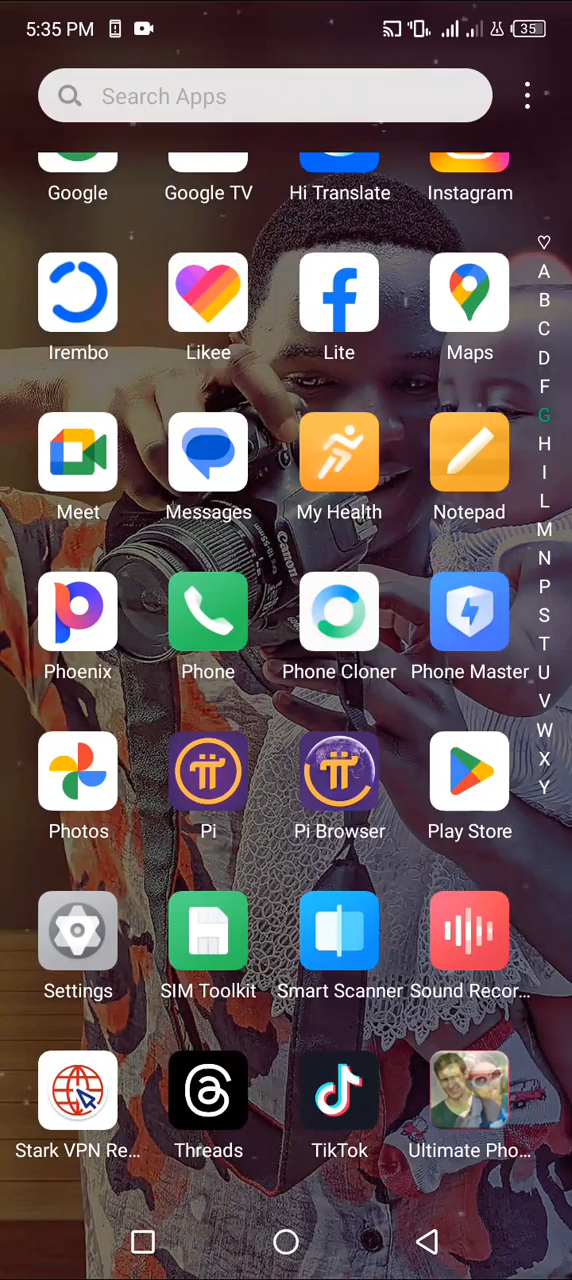 5:35 PM
35
Search Apps
Google Google TV Hi Translate Instagram
Irembo Likee Lite Maps
Meet Messages My Health Notepad
Phoenix Phone Phone Cloner Phone Master
Photos Pi Pi Browser Play Store
Settings SIM Toolkit Smart Scanner Sound Recor...
Stark VPN Re... Threads TikTok Ultimate Pho...
A
B
C
D
F
G
H
I
L
M
N
P
S
T
U
V
W
X
Y
Canon